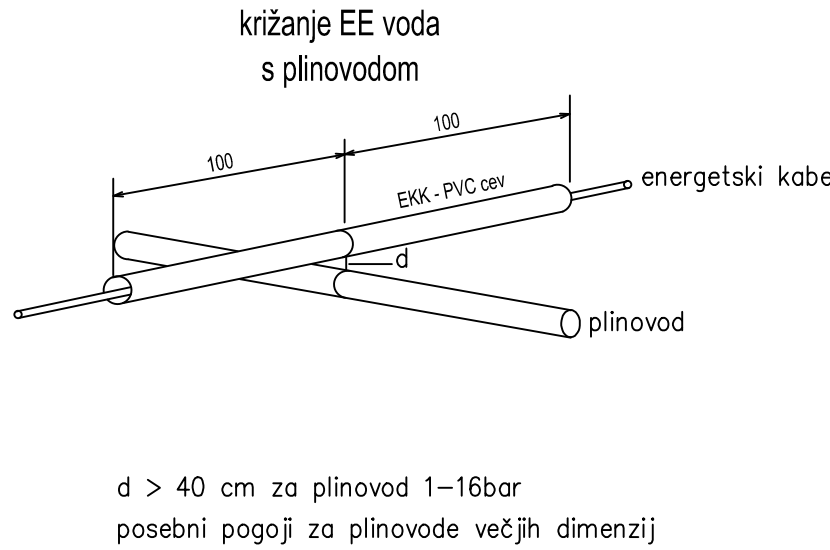 križanje EE voda
s plinovodom
100
100
EKK - PVC cev
energetski kabe
d
plinovod
d > 40 cm za plinovod 1-16bar
posebni pogoji za plinovode večjih dimenzij